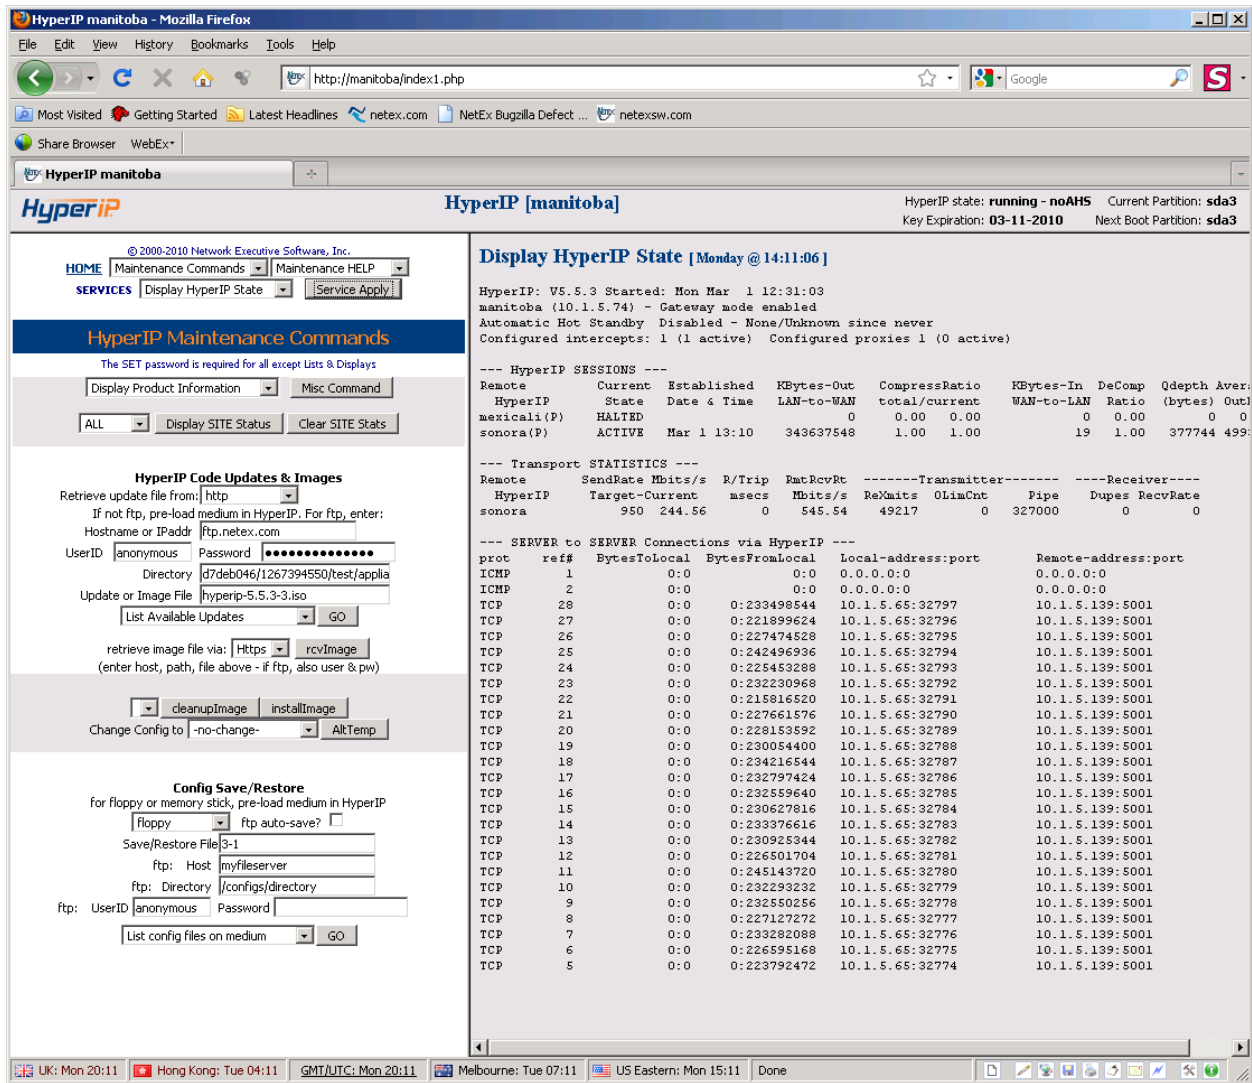 HyperIP manitoba - Mozilla Firefox
File Edit View History Bookmarks Tools Help
http://manitoba/index1.php Google
Most Visited Getting Started Latest Headlines netex.com NetEx Bugzilla Defect ... netexsw.com
Share Browser WebEx
HyperIP manitoba
HyperIP
HyperIP [manitoba]
HyperIP state: running - noAHS Current Partition: sda3
Key Expiration: 03-11-2010 Next Boot Partition: sda3
© 2000-2010 Network Executive Software, Inc.
HOME Maintenance Commands Maintenance HELP
SERVICES Display HyperIP State Service Apply
HyperIP Maintenance Commands
The SET password is required for all except Lists & Displays
Display Product Information Misc Command
ALL Display SITE Status Clear SITE Stats
HyperIP Code Updates & Images
Retrieve update file from: http
If not ftp, pre-load medium in HyperIP. For ftp, enter:
Hostname or IPaddr ftp.netex.com
UserID anonymous Password ●●●●●●●●●●●●●●
Directory d7deb046/1267394550/test/applia
Update or Image File hyperip-5.5.3-3.iso
List Available Updates GO
retrieve image file via: Https rcvImage
(enter host, path, file above - if ftp, also user & pw)
cleanupImage installImage
Change Config to -no-change- AltTemp
Config Save/Restore
for floppy or memory stick, pre-load medium in HyperIP
floppy ftp auto-save?
Save/Restore File 3-1
ftp: Host myfileserver
ftp: Directory /configs/directory
ftp: UserID anonymous Password
List config files on medium GO
Display HyperIP State [Monday @ 14:11:06 ]
HyperIP: V5.5.3 Started: Mon Mar 1 12:31:03
manitoba (10.1.5.74) - Gateway mode enabled
Automatic Hot Standby Disabled - None/Unknown since never
Configured intercepts: 1 (1 active) Configured proxies 1 (0 active)
--- HyperIP SESSIONS ---
Remote Current Established KBytes-Out CompressRatio KBytes-In DeComp Qdepth Aver
HyperIP State Date & Time LAN-to-WAN total/current WAN-to-LAN Ratio (bytes) Out
mexicali(P) HALTED 0 0.00 0.00 0 0.00 0 0
sonora(P) ACTIVE Mar 1 13:10 343637548 1.00 1.00 19 1.00 377744 499
--- Transport STATISTICS ---
Remote SendRate Mbits/s R/Trip RmtRcvRt -------Transmitter------- ----Receiver----
HyperIP Target-Current msecs Mbits/s ReXmits OLimCnt Pipe Dupes RecvRate
sonora 950 244.56 0 545.54 49217 0 327000 0 0
--- SERVER to SERVER Connections via HyperIP ---
prot ref# BytesToLocal BytesFromLocal Local-address:port Remote-address:port
ICMP 1 0:0 0:0 0.0.0.0:0 0.0.0.0:0
ICMP 2 0:0 0:0 0.0.0.0:0 0.0.0.0:0
TCP 28 0:0 0:233498544 10.1.5.65:32797 10.1.5.139:5001
TCP 27 0:0 0:221899624 10.1.5.65:32796 10.1.5.139:5001
TCP 26 0:0 0:227474528 10.1.5.65:32795 10.1.5.139:5001
TCP 25 0:0 0:242496936 10.1.5.65:32794 10.1.5.139:5001
TCP 24 0:0 0:225453288 10.1.5.65:32793 10.1.5.139:5001
TCP 23 0:0 0:232230968 10.1.5.65:32792 10.1.5.139:5001
TCP 22 0:0 0:215816520 10.1.5.65:32791 10.1.5.139:5001
TCP 21 0:0 0:227661576 10.1.5.65:32790 10.1.5.139:5001
TCP 20 0:0 0:228153592 10.1.5.65:32789 10.1.5.139:5001
TCP 19 0:0 0:230054400 10.1.5.65:32788 10.1.5.139:5001
TCP 18 0:0 0:234216544 10.1.5.65:32787 10.1.5.139:5001
TCP 17 0:0 0:232797424 10.1.5.65:32786 10.1.5.139:5001
TCP 16 0:0 0:232559640 10.1.5.65:32785 10.1.5.139:5001
TCP 15 0:0 0:230627816 10.1.5.65:32784 10.1.5.139:5001
TCP 14 0:0 0:233376616 10.1.5.65:32783 10.1.5.139:5001
TCP 13 0:0 0:230925344 10.1.5.65:32782 10.1.5.139:5001
TCP 12 0:0 0:226501704 10.1.5.65:32781 10.1.5.139:5001
TCP 11 0:0 0:245143720 10.1.5.65:32780 10.1.5.139:5001
TCP 10 0:0 0:232293232 10.1.5.65:32779 10.1.5.139:5001
TCP 9 0:0 0:232550256 10.1.5.65:32778 10.1.5.139:5001
TCP 8 0:0 0:227127272 10.1.5.65:32777 10.1.5.139:5001
TCP 7 0:0 0:233282088 10.1.5.65:32776 10.1.5.139:5001
TCP 6 0:0 0:226595168 10.1.5.65:32775 10.1.5.139:5001
TCP 5 0:0 0:223792472 10.1.5.65:32774 10.1.5.139:5001
UK: Mon 20:11 Hong Kong: Tue 04:11 GMT/UTC: Mon 20:11 Melbourne: Tue 07:11 US Eastern: Mon 15:11 Done